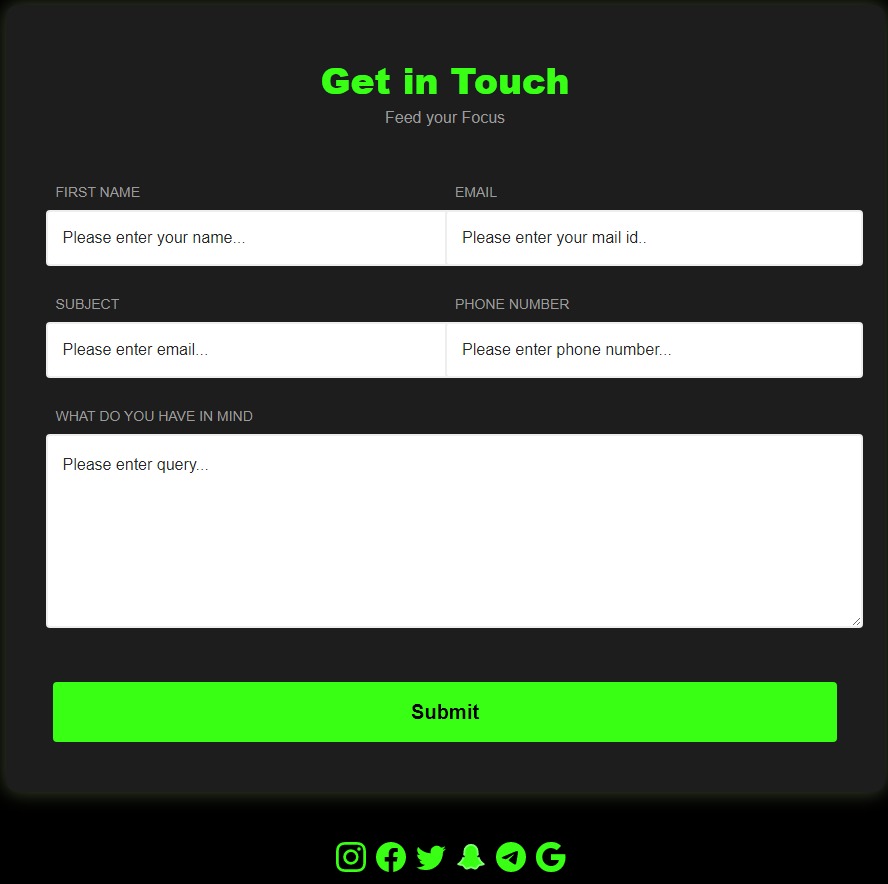 Get in Touch
Feed your Focus
FIRST NAME EMAIL
Please enter your name... Please enter your mail id..
SUBJECT PHONE NUMBER
Please enter email... Please enter phone number...
WHAT DO YOU HAVE IN MIND
Please enter query...
Submit